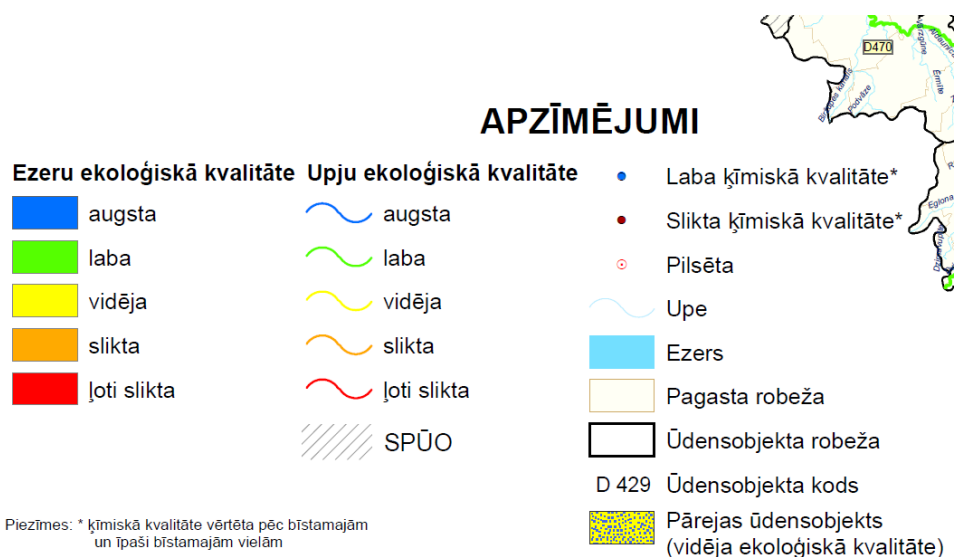 D470
Ērmīte
Podvāze
APZĪMĒJUMI
Ezeru ekoloģiskā kvalitāte
augsta
laba
vidēja
slikta
ļoti slikta
Upju ekoloģiskā kvalitāte
augsta
laba
vidēja
slikta
ļoti slikta
SPŪO
Laba ķīmiskā kvalitāte*
Slikta ķīmiskā kvalitāte*
Pilsēta
Upe
Ezers
Pagasta robeža
Ūdensobjekta robeža
D 429 Ūdensobjekta kods
Pārejas ūdensobjekts
(vidēja ekoloģiskā kvalitāte)
Piezīmes: * ķīmiskā kvalitāte vērtēta pēc bīstamajām
un īpaši bīstamajām vielām